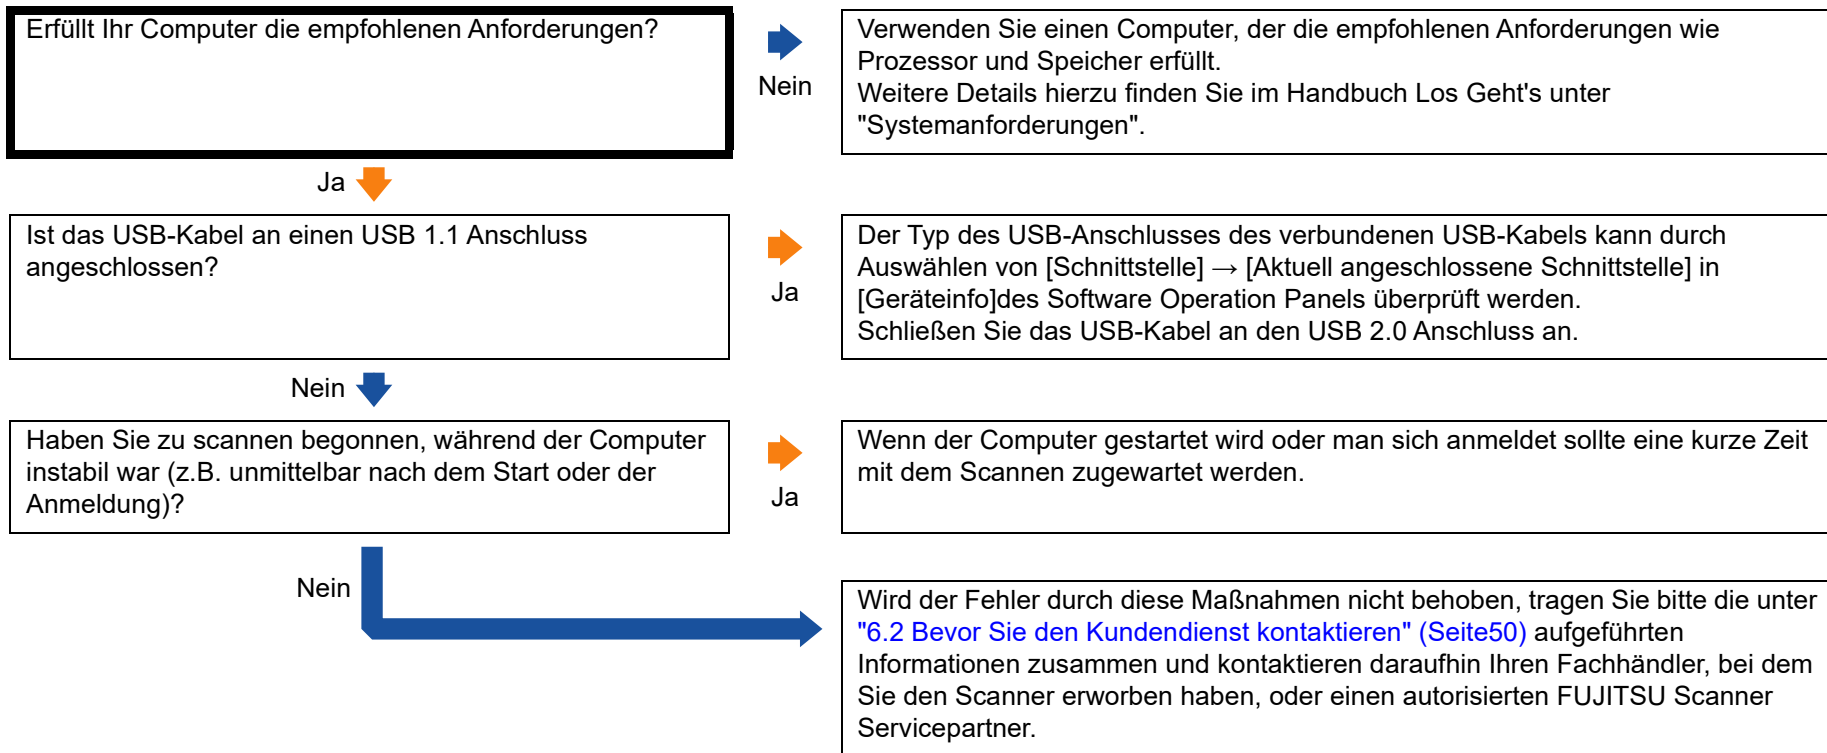 Erfüllt Ihr Computer die empfohlenen Anforderungen?
Nein
Verwenden Sie einen Computer, der die empfohlenen Anforderungen wie
Prozessor und Speicher erfüllt.
Weitere Details hierzu finden Sie im Handbuch Los Geht's unter
"Systemanforderungen".
Ja
Ist das USB-Kabel an einen USB 1.1 Anschluss
angeschlossen?
Ja
Der Typ des USB-Anschlusses des verbundenen USB-Kabels kann durch
Auswählen von [Schnittstelle] → [Aktuell angeschlossene Schnittstelle] in
[Geräteinfo]des Software Operation Panels überprüft werden.
Schließen Sie das USB-Kabel an den USB 2.0 Anschluss an.
Nein
Haben Sie zu scannen begonnen, während der Computer
instabil war (z.B. unmittelbar nach dem Start oder der
Anmeldung)?
Ja
Wenn der Computer gestartet wird oder man sich anmeldet sollte eine kurze Zeit
mit dem Scannen zugewartet werden.
Nein
Wird der Fehler durch diese Maßnahmen nicht behoben, tragen Sie bitte die unter
"6.2 Bevor Sie den Kundendienst kontaktieren" (Seite50) aufgeführten
Informationen zusammen und kontaktieren daraufhin Ihren Fachhändler, bei dem
Sie den Scanner erworben haben, oder einen autorisierten FUJITSU Scanner
Servicepartner.